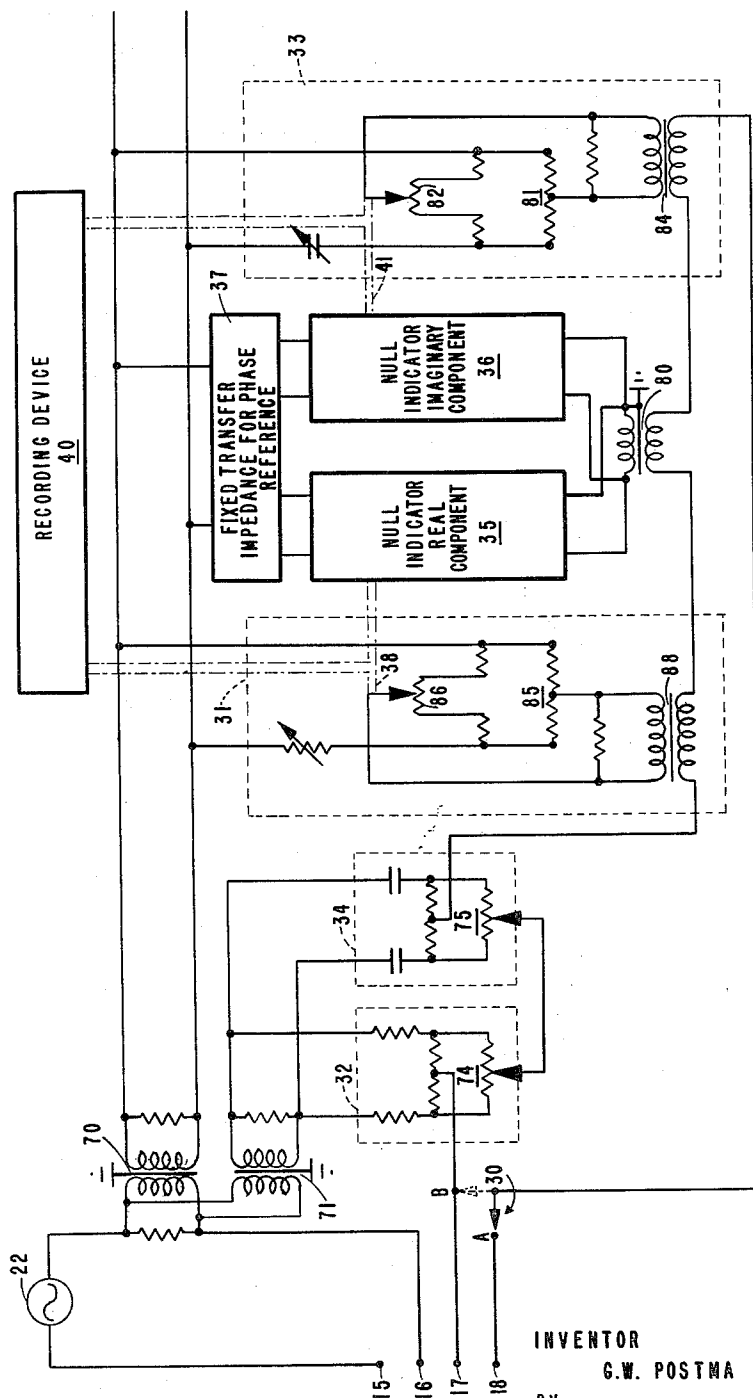 RECORDING DEVICE
40
33
37
FIXED TRANSFER
IMPEDANCE FOR PHASE
REFERENCE
NULL
INDICATOR
REAL
COMPONENT
35
NULL
INDICATOR
IMAGINARY
COMPONENT
36
38
41
31
82
81
84
80
86
85
88
34
75
32
74
70
71
22
B
A
30
15
16
17
18
INVENTOR
G.W. POSTMA